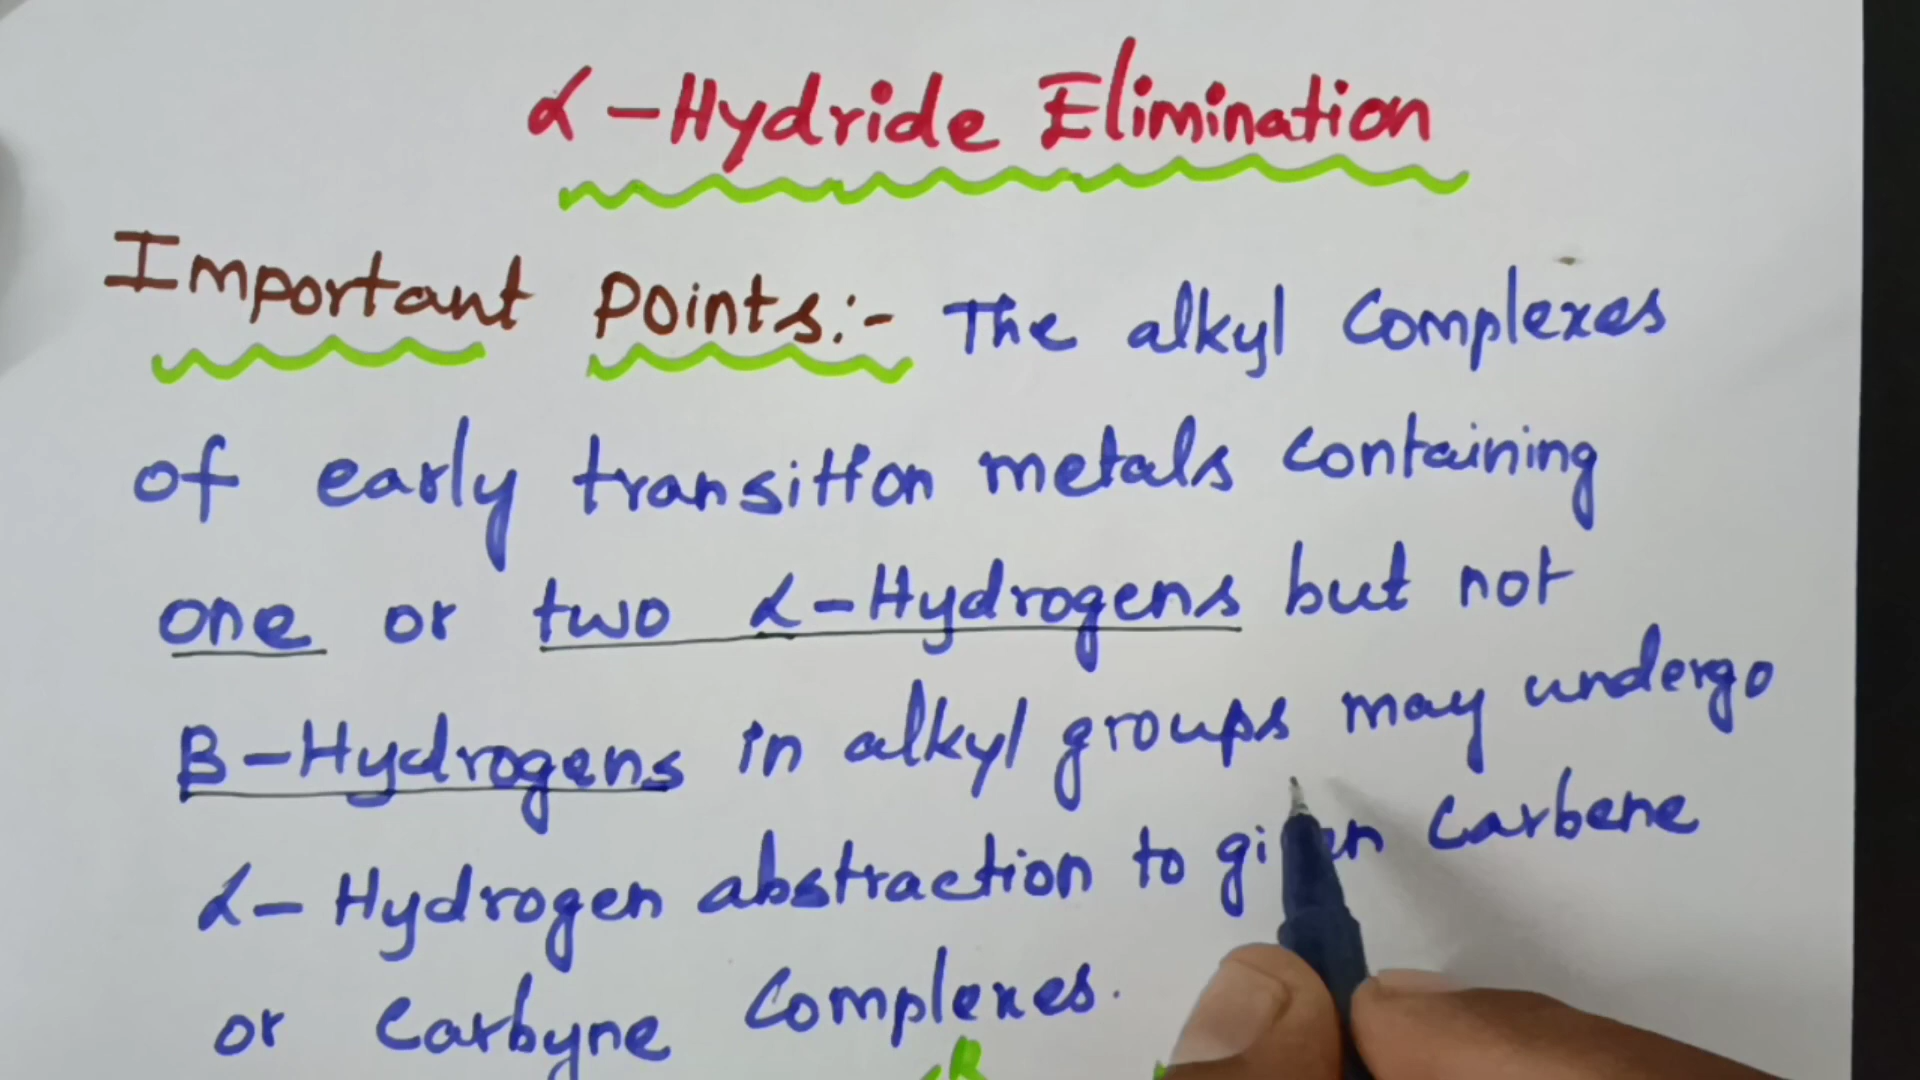 α-Hydride Elimination
Important Points:- The alkyl complexes
of early transition metals containing
one or two α-Hydrogens but not
β-Hydrogens in alkyl groups may undergo
α-Hydrogen abstraction to carbene
or carbyne complexes.